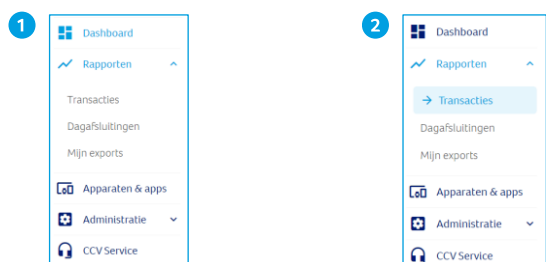 1
Dashboard
Rapporten
Transacties
Dagafsluitingen
Mijn exports
Apparaten & apps
Administratie
CCV Service
2
Dashboard
Rapporten
Transacties
Dagafsluitingen
Mijn exports
Apparaten & apps
Administratie
CCV Service